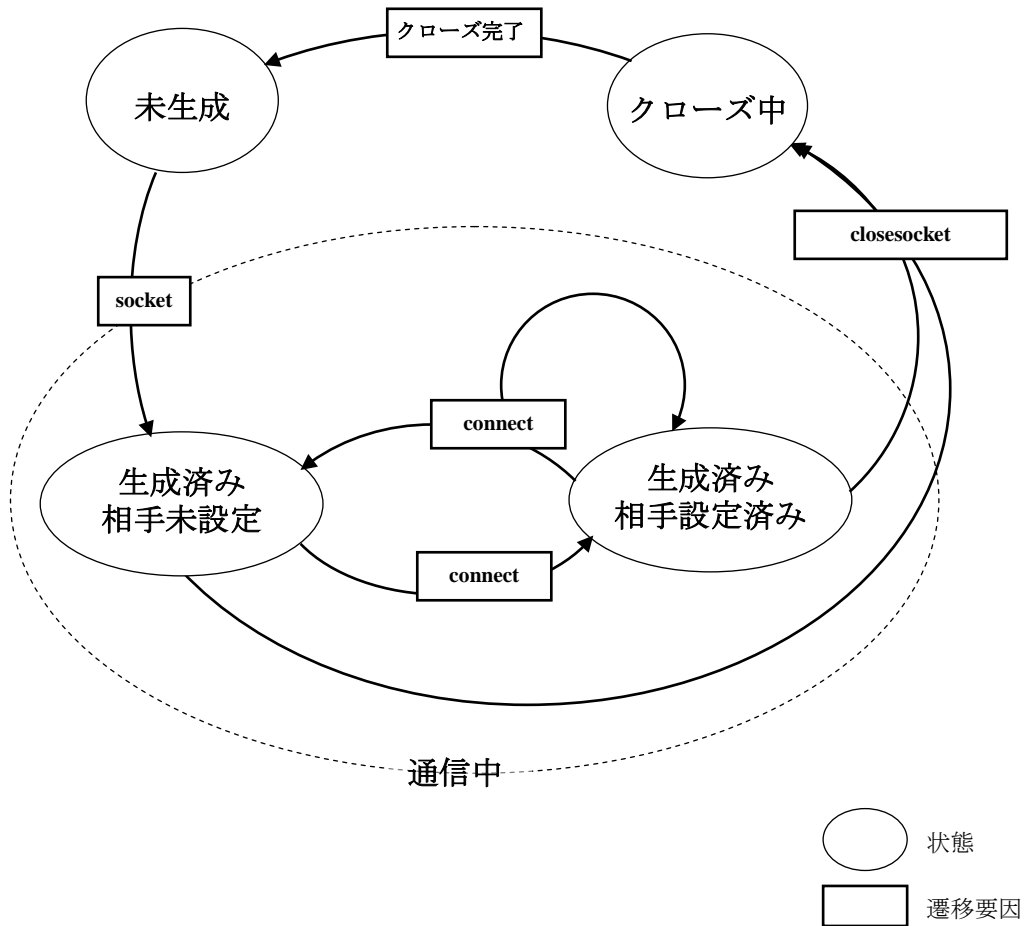 クローズ完了
未生成
クローズ中
closesocket
socket
connect
生成済み
相手未設定
生成済み
相手設定済み
connect
通信中
状態
遷移要因